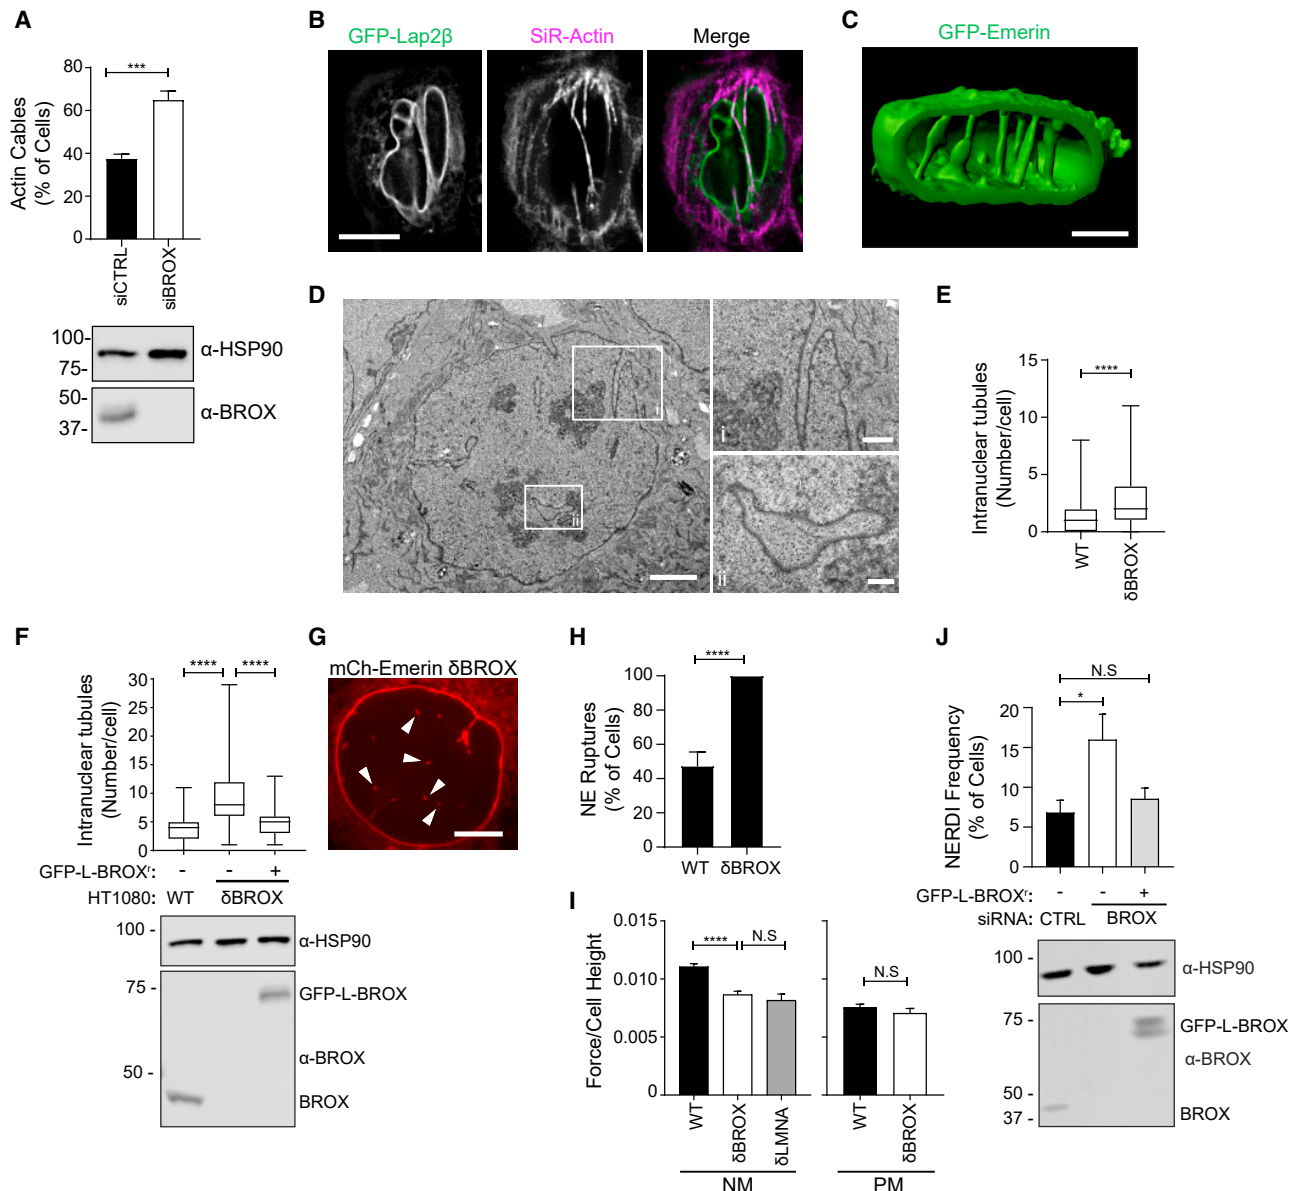 A
Actin Cables
(% of Cells)
80
60
40
20
0
***
siCTRL
siBROX
100-
75-
α-HSP90
50-
37-
α-BROX
B
GFP-Lap2β
SiR-Actin
Merge
C
GFP-Emerin
D
i
ii
i
ii
E
Intranuclear tubules
(Number/cell)
15
10
5
0
****
WT
δBROX
F
Intranuclear tubules
(Number/cell)
30
25
20
15
10
5
0
**** ****
GFP-L-BROXʳ: - - +
HT1080: WT δBROX
100 -
α-HSP90
75 -
GFP-L-BROX
α-BROX
50 -
BROX
G
mCh-Emerin δBROX
H
NE Ruptures
(% of Cells)
100
80
60
40
20
0
****
WT δBROX
I
Force/Cell Height
0.015
0.010
0.005
0
**** N.S
N.S
WT
δBROX
δLMNA
NM
WT
δBROX
PM
J
NERDI Frequency
(% of Cells)
20
15
10
5
0
N.S
*
GFP-L-BROXʳ: - - +
siRNA: CTRL BROX
100 -
α-HSP90
75 -
GFP-L-BROX
α-BROX
50 -
37 -
BROX